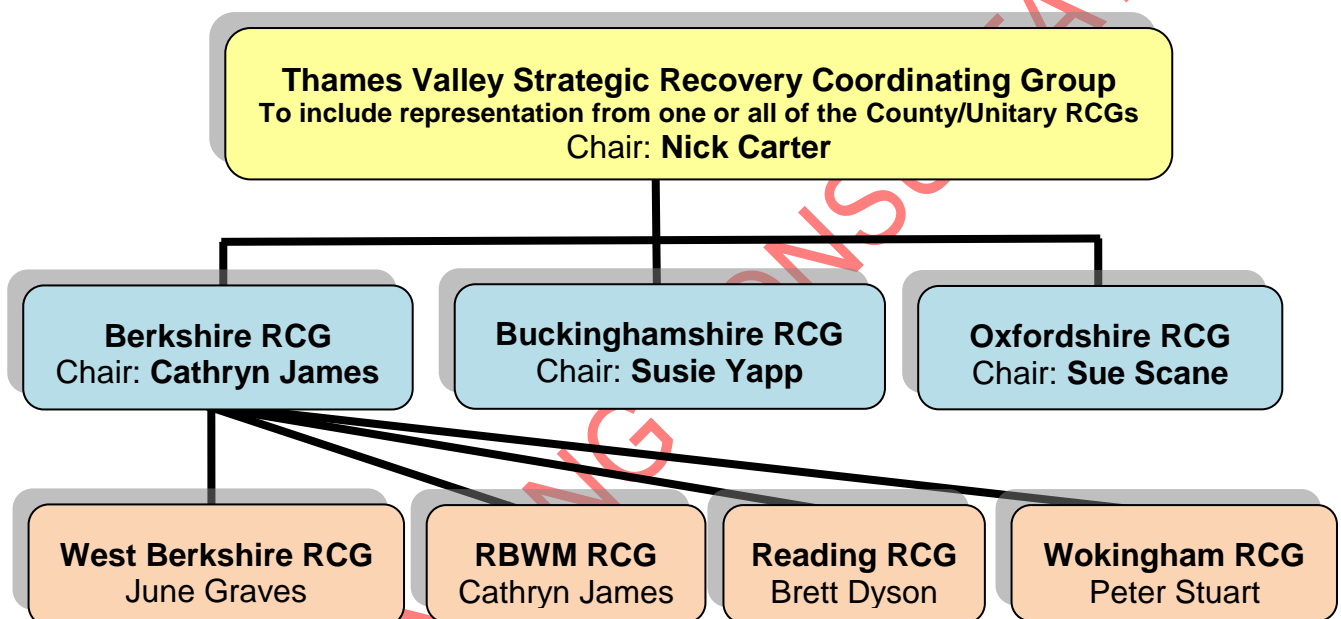 Thames Valley Strategic Recovery Coordinating Group
To include representation from one or all of the County/Unitary RCGs
Chair: Nick Carter
Berkshire RCG
Chair: Cathryn James
Buckinghamshire RCG
Chair: Susie Yapp
Oxfordshire RCG
Chair: Sue Scane
West Berkshire RCG
June Graves
RBWM RCG
Cathryn James
Reading RCG
Brett Dyson
Wokingham RCG
Peter Stuart